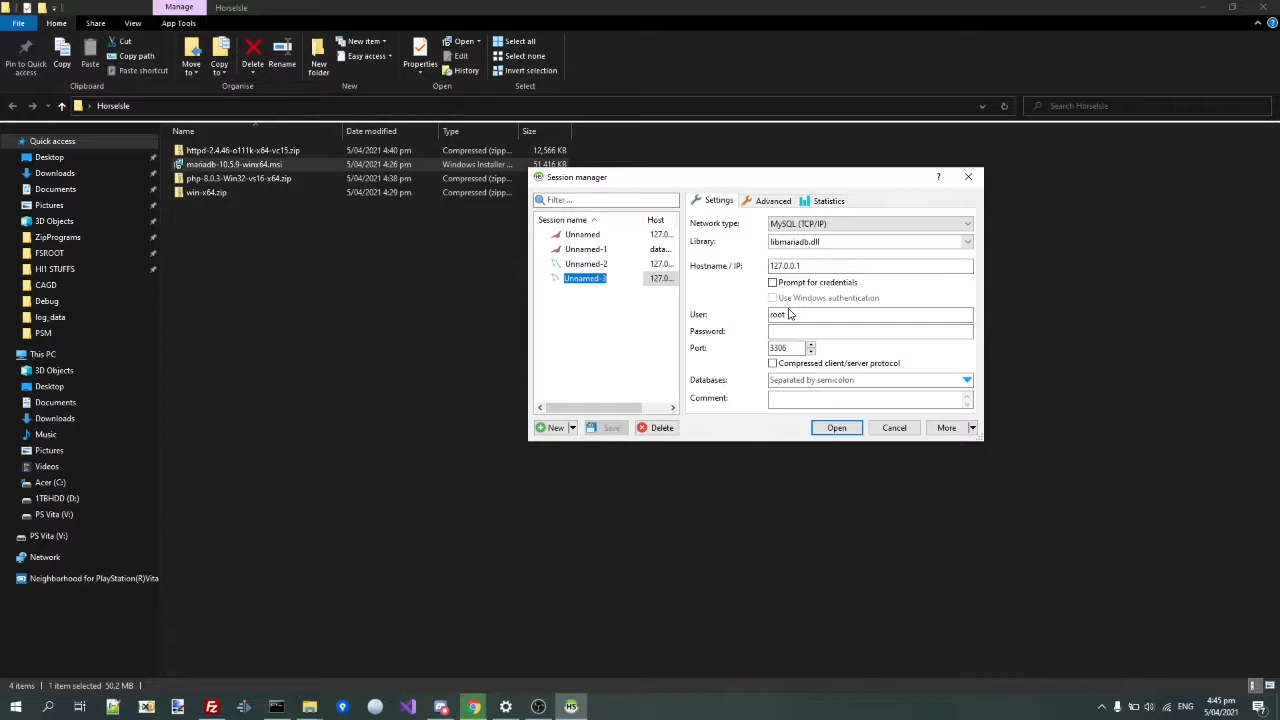 Manage
HorseIsle
File
Home
Share
View
App Tools
Pin to Quick access
Copy
Paste
Cut
Copy path
Paste shortcut
Move to
Copy to
Delete
Rename
New folder
New item
Easy access
Properties
Open
Edit
History
Select all
Select none
Invert selection
Clipboard
Organise
New
Open
Select
HorseIsle
Search HorseIsle
Name
Date modified
Type
Size
httpd-2.4.46-o111k-x64-vc15.zip 5/04/2021 4:40 pm Compressed (zipp... 12,566 KB
mariadb-10.5.9-winx64.msi 5/04/2021 4:26 pm Windows Installer ... 51,416 KB
php-8.0.3-Win32-vs16-x64.zip 5/04/2021 4:38 pm Compressed (zipp...
win-x64.zip 5/04/2021 4:29 pm Compressed (zipp...
Quick access
Desktop
Downloads
Documents
Pictures
3D Objects
ZipPrograms
FSROOT
HI1 STUFFS
CAGD
Debug
log_data
PSM
This PC
3D Objects
Desktop
Documents
Downloads
Music
Pictures
Videos
Acer (C:)
1TBHDD (D:)
PS Vita (V:)
PS Vita (V:)
Network
Neighborhood for PlayStation(R)Vita
Session manager
?
Filter ...
Session name
Host
Unnamed 127.0...
Unnamed-1 data...
Unnamed-2 127.0...
Unnamed-3 127.0...
New
Save
Delete
Settings
Advanced
Statistics
Network type: MySQL (TCP/IP)
Library: libmariadb.dll
Hostname / IP: 127.0.0.1
Prompt for credentials
Use Windows authentication
User: root
Password:
Port: 3306
Compressed client/server protocol
Databases: Separated by semicolon
Comment:
Open
Cancel
More
4 items
1 item selected 50.2 MB
ENG
4:45 pm
5/04/2021